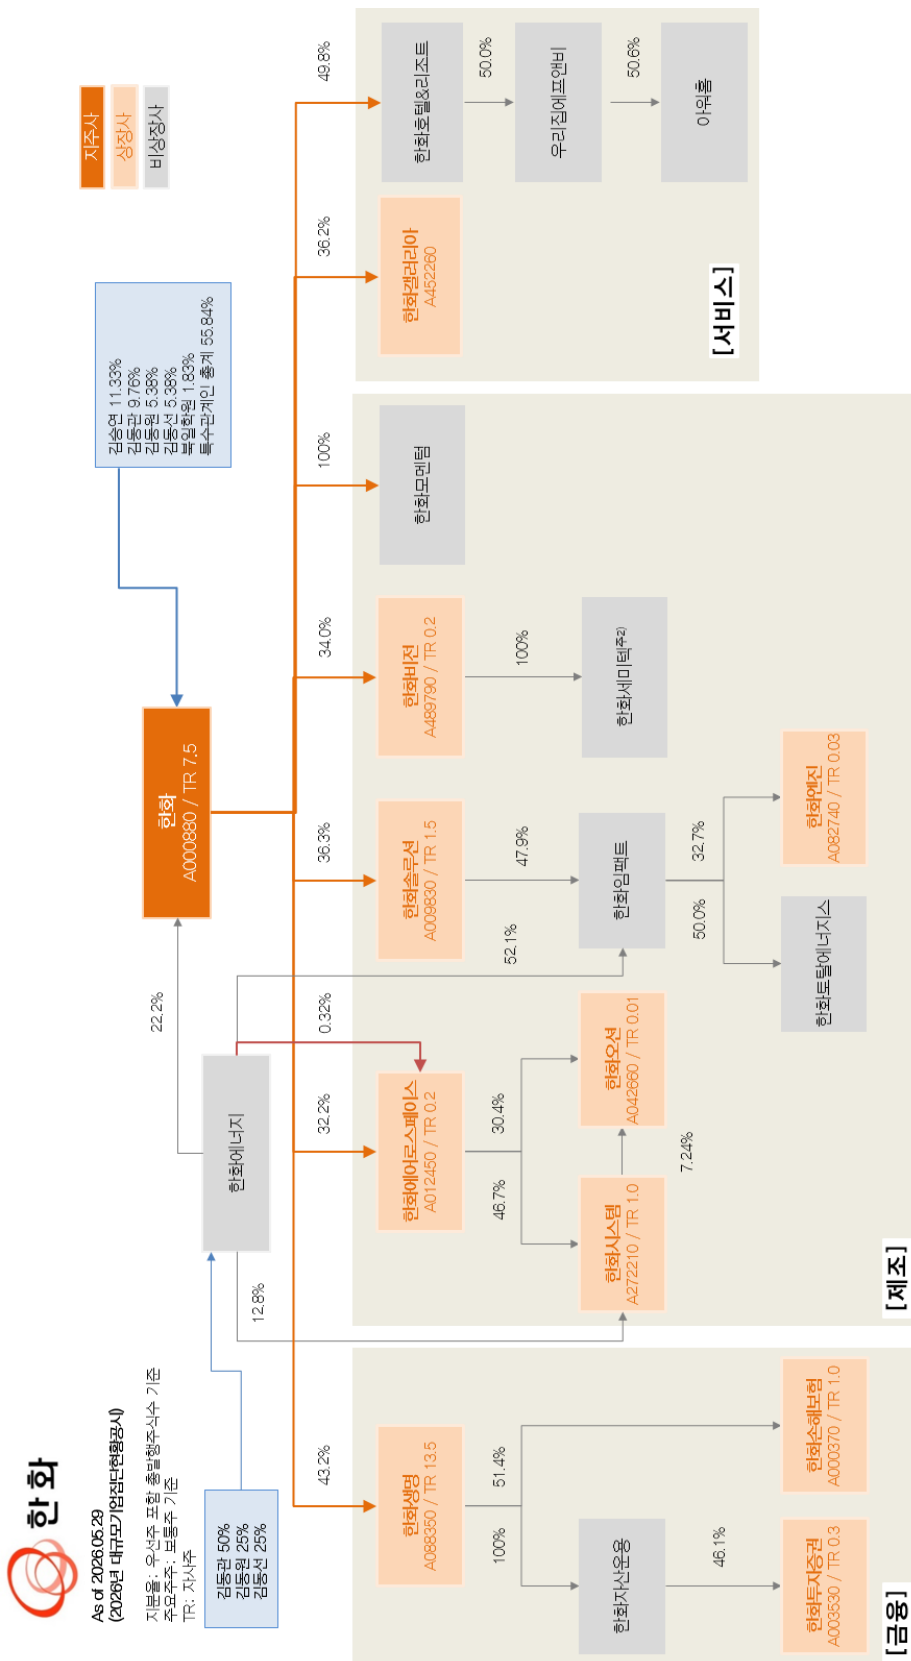 한화
As of 2026.05.29
(2026년 대규모기업집단현황공시)
지분율: 우선주 포함 총발행주식수 기준
주요주주: 보통주 기준
TR: 자사주
김동관 50%
김동원 25%
김동선 25%
한화에너지
22.2%
12.8%
0.32%
52.1%
한화
A000880 / TR 7.5
김승연 11.33%
김동관 9.76%
김동원 5.38%
김동선 5.38%
북일학원 1.83%
특수관계인 총계 55.84%
지주사
상장사
비상장사
43.2%
32.2%
36.3%
34.0%
100%
36.2%
49.8%
한화생명
A088350 / TR 13.5
100%
51.4%
한화자산운용
46.1%
한화투자증권
A003530 / TR 0.3
한화손해보험
A000370 / TR 1.0
[금융]
한화에어로스페이스
A012450 / TR 0.2
46.7%
30.4%
한화시스템
A272210 / TR 1.0
7.24%
한화오션
A042660 / TR 0.01
한화솔루션
A009830 / TR 1.5
47.9%
한화임팩트
50.0%
32.7%
한화토탈에너지스
한화엔진
A082740 / TR 0.03
한화비전
A489790 / TR 0.2
100%
한화세미텍주2)
한화모멘텀
[제조]
한화갤러리아
A452260
한화호텔&리조트
50.0%
우리집에프앤비
50.6%
아워홈
[서비스]